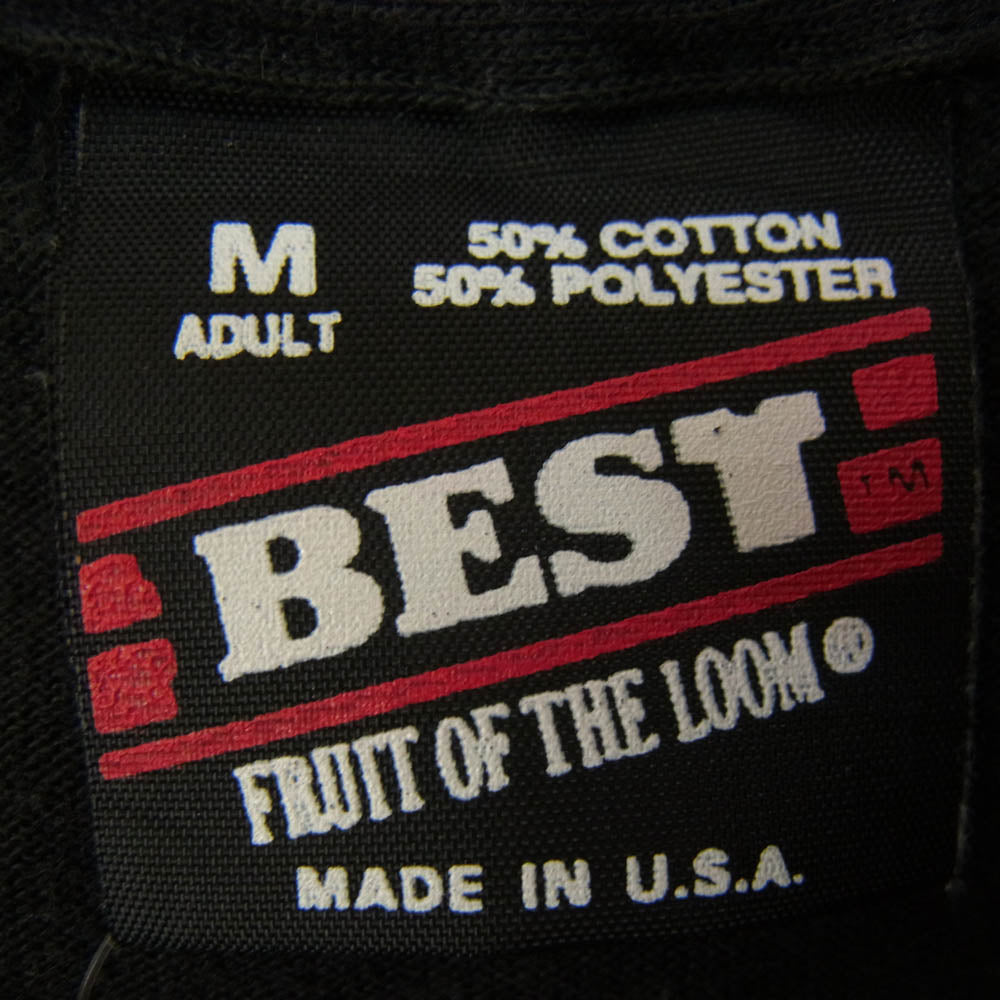 M
ADULT
50% COTTON
50% POLYESTER
BEST
TM
FRUIT OF THE LOOM®
MADE IN U.S.A.